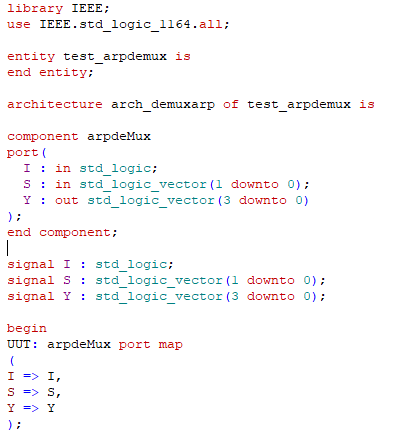 library IEEE;
use IEEE.std_logic_1164.all;
entity test_arpdemux is
end entity;
architecture arch_demuxarp of test_arpdemux is
component arpdeMux
port(
I : in std_logic;
S : in std_logic_vector(1 downto 0);
Y : out std_logic_vector(3 downto 0)
);
end component;
signal I : std_logic;
signal S : std_logic_vector(1 downto 0);
signal Y : std_logic_vector(3 downto 0);
begin
UUT: arpdeMux port map
(
I => I,
S => S,
Y => Y
);